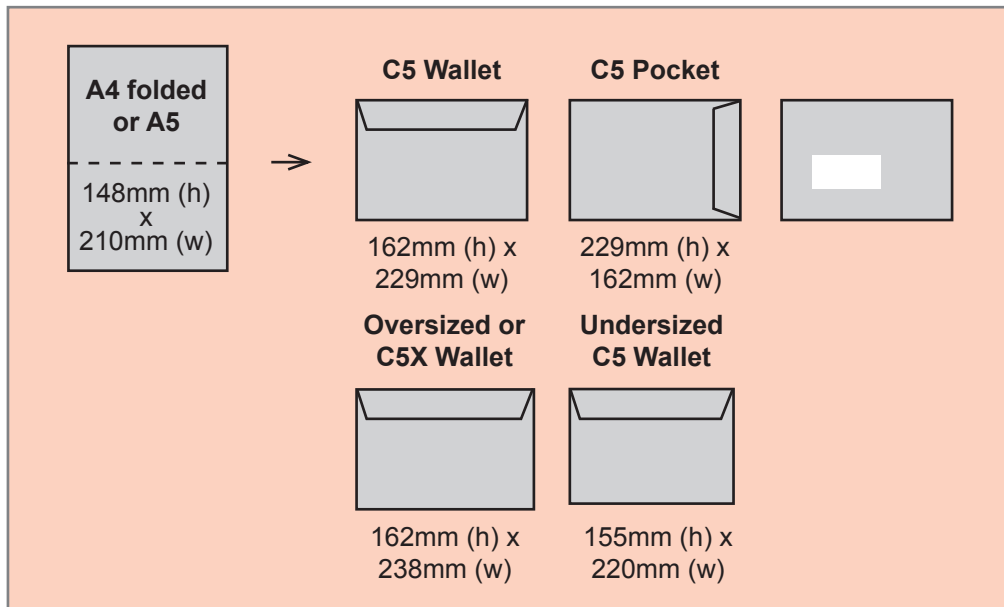 A4 folded
or A5
148mm (h)
x
210mm (w)
C5 Wallet
162mm (h) x
229mm (w)
C5 Pocket
229mm (h) x
162mm (w)
Oversized or
C5X Wallet
162mm (h) x
238mm (w)
Undersized
C5 Wallet
155mm (h) x
220mm (w)